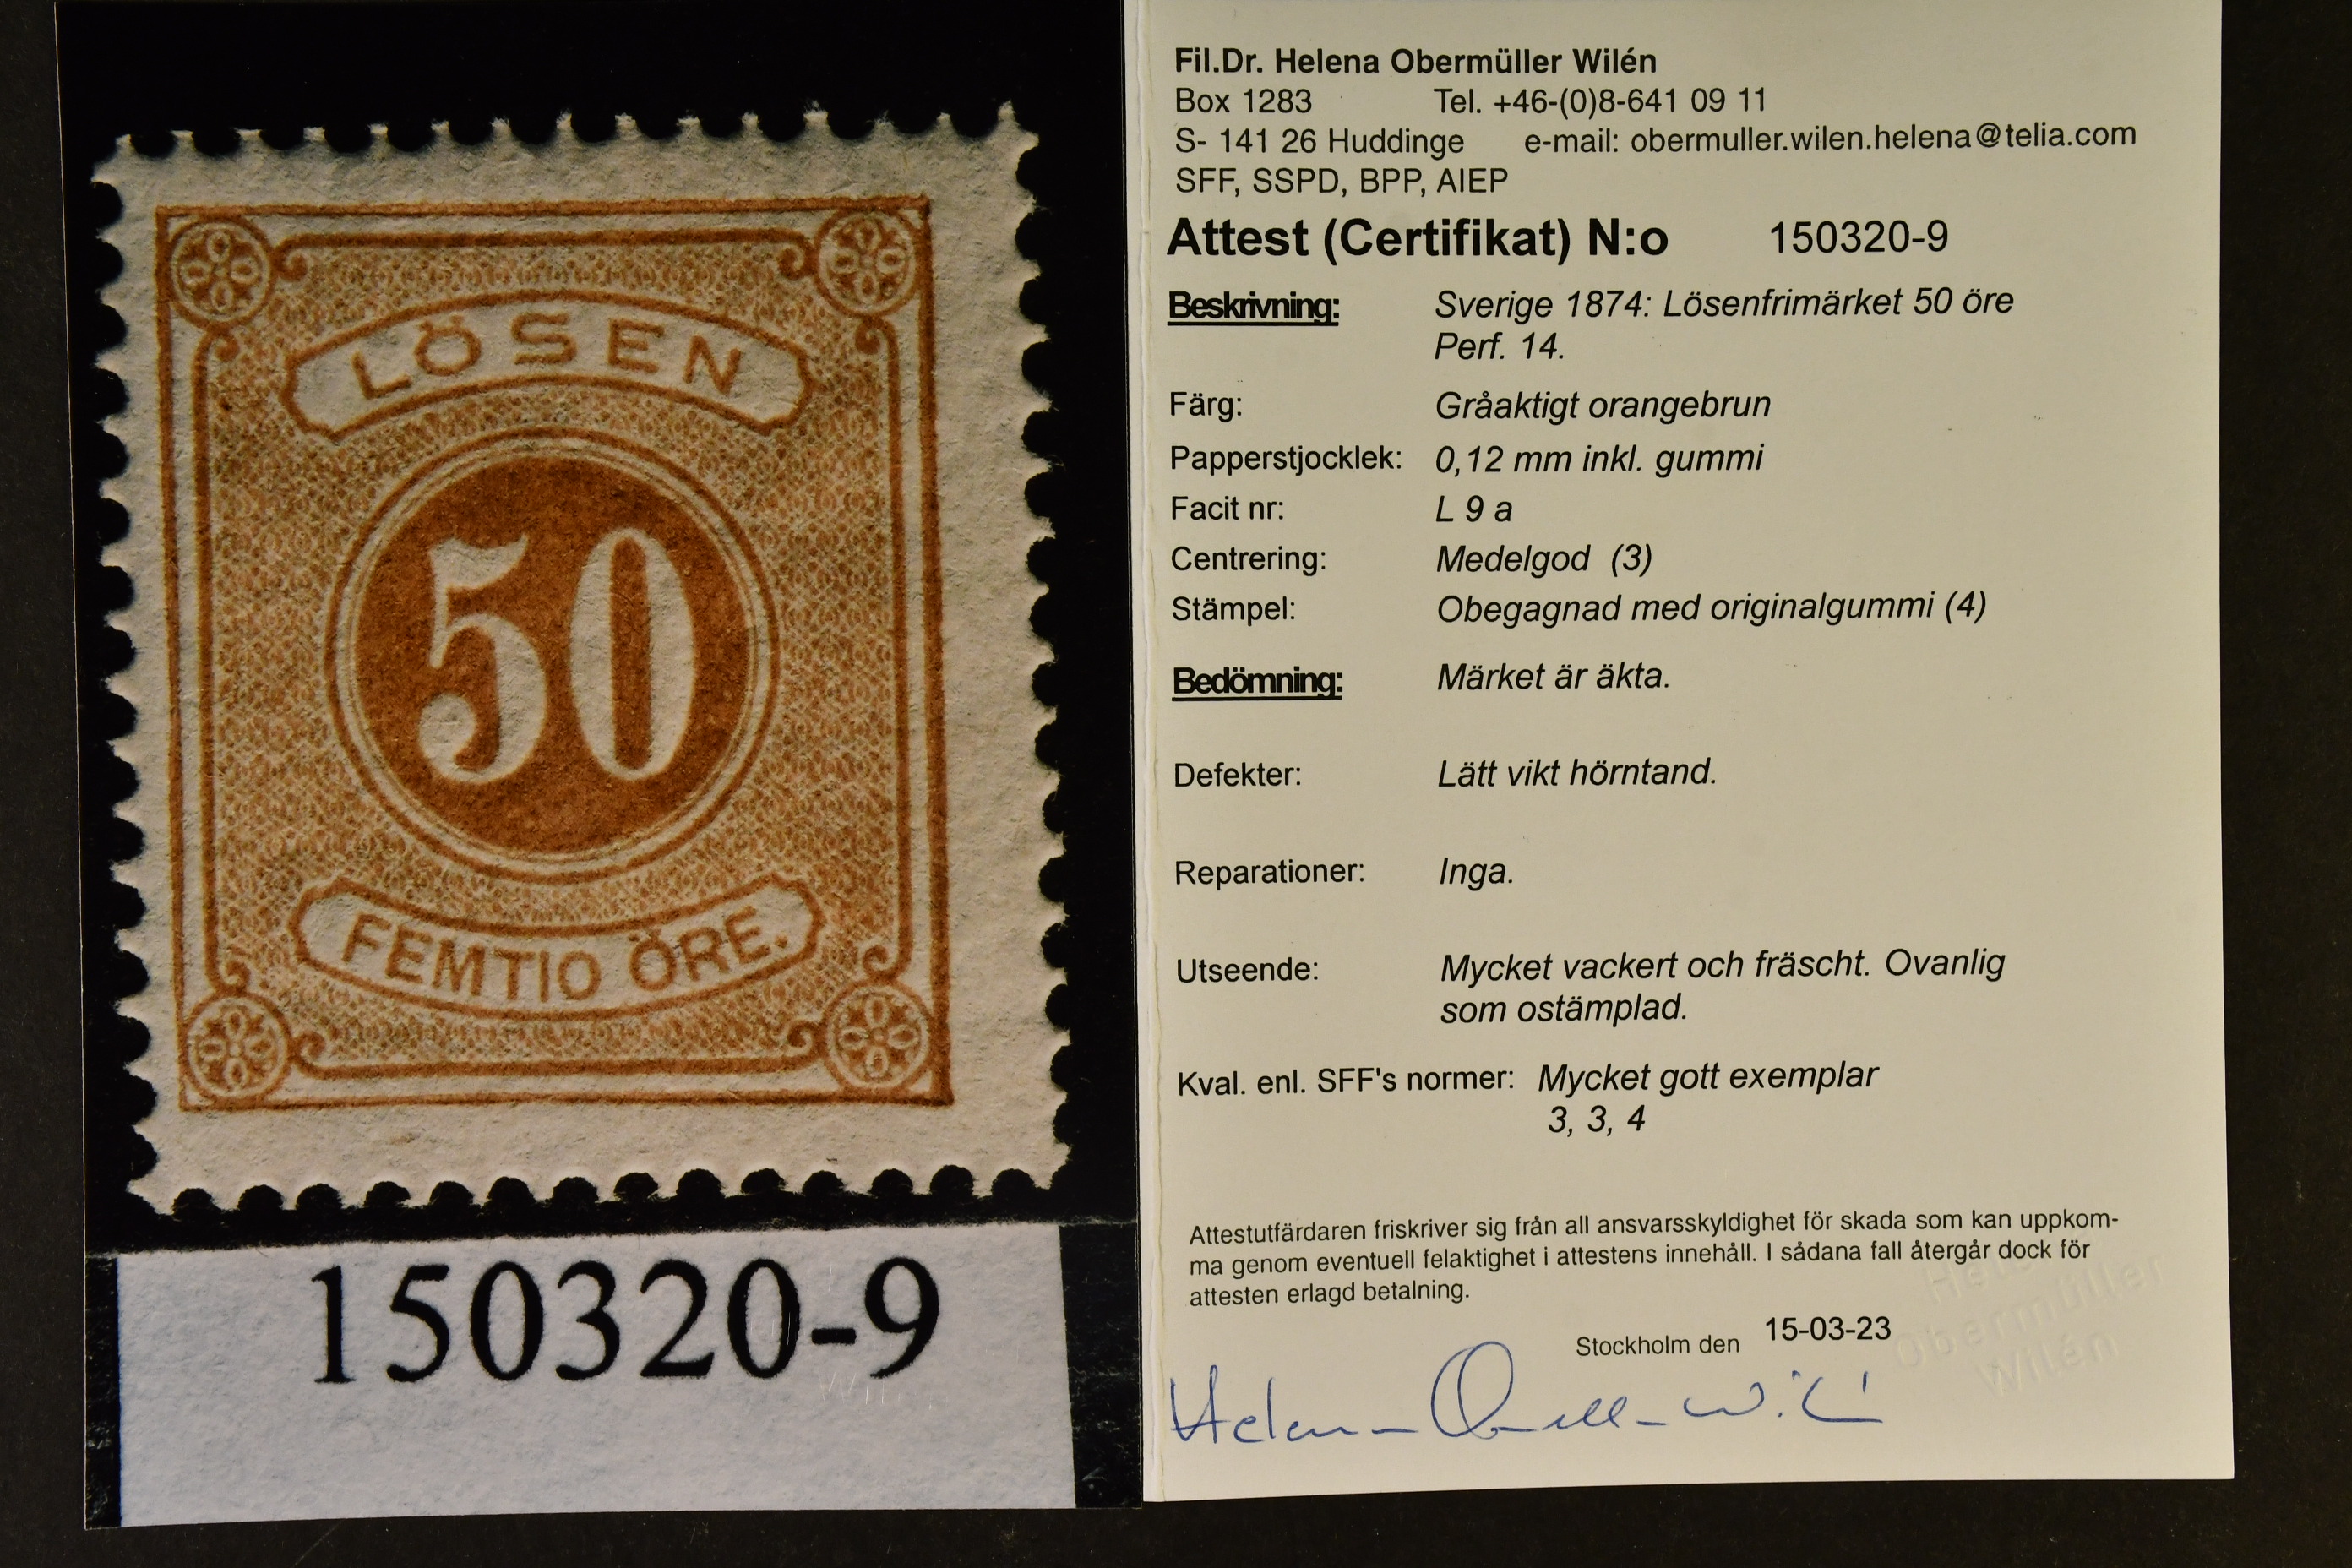 LÖSEN
50
FEMTIO ÖRE.
150320-9
Fil.Dr. Helena Obermüller Wilén
Box 1283 Tel. +46-(0)8-641 09 11
S- 141 26 Huddinge e-mail: obermuller.wilen.helena@telia.com
SFF, SSPD, BPP, AIEP
Attest (Certifikat) N:o 150320-9
Beskrivning: Sverige 1874: Lösenfrimärket 50 öre
Perf. 14.
Färg: Gråaktigt orangebrun
Papperstjocklek: 0,12 mm inkl. gummi
Facit nr: L 9 a
Centrering: Medelgod (3)
Stämpel: Obegagnad med originalgummi (4)
Bedömning: Märket är äkta.
Defekter: Lätt vikt hörntand.
Reparationer: Inga.
Utseende: Mycket vackert och fräscht. Ovanlig
som ostämplad.
Kval. enl. SFF's normer: Mycket gott exemplar
3, 3, 4
Attestutfärdaren friskriver sig från all ansvarsskyldighet för skada som kan uppkom-
ma genom eventuell felaktighet i attestens innehåll. I sådana fall återgår dock för
attesten erlagd betalning.
Stockholm den 15-03-23
Helena
Obermüller
Wilén